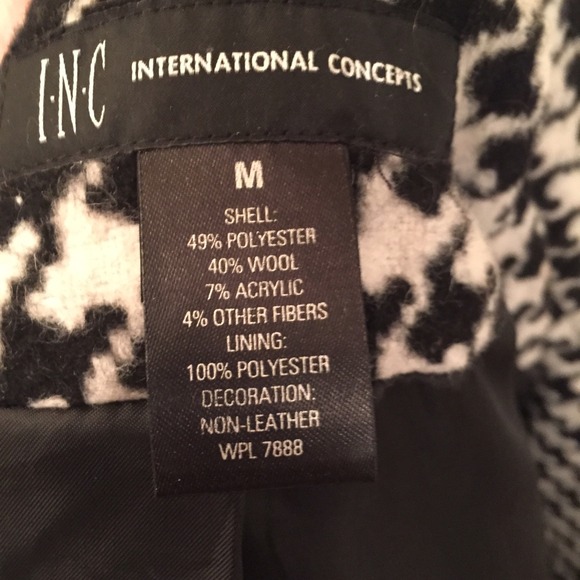 I·N·C INTERNATIONAL CONCEPTS
M
SHELL:
49% POLYESTER
40% WOOL
7% ACRYLIC
4% OTHER FIBERS
LINING:
100% POLYESTER
DECORATION:
NON-LEATHER
WPL 7888